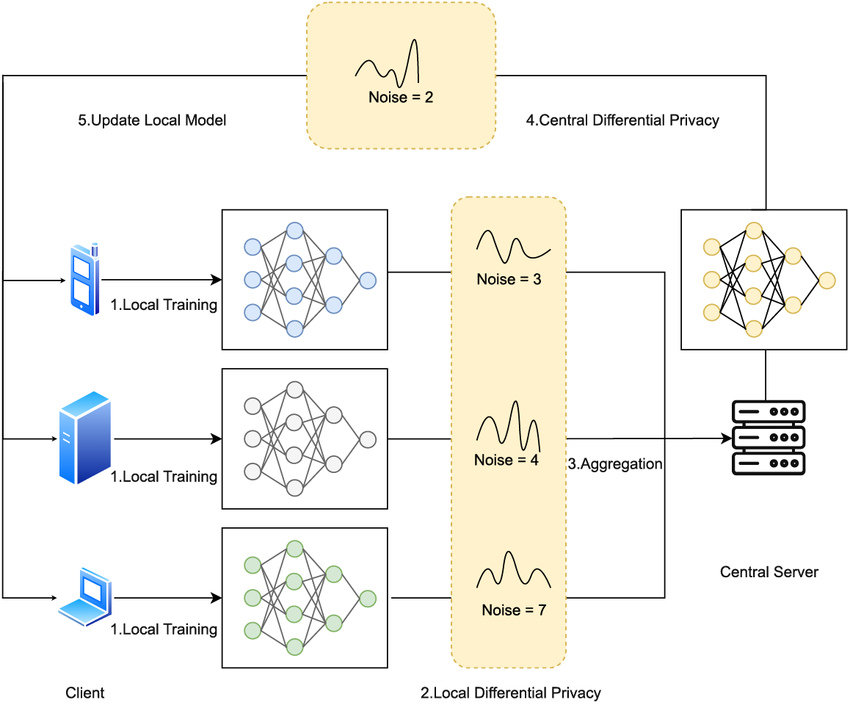 Noise = 2
5.Update Local Model
4.Central Differential Privacy
1.Local Training
Noise = 3
1.Local Training
Noise = 4
3.Aggregation
1.Local Training
Noise = 7
Central Server
Client
2.Local Differential Privacy